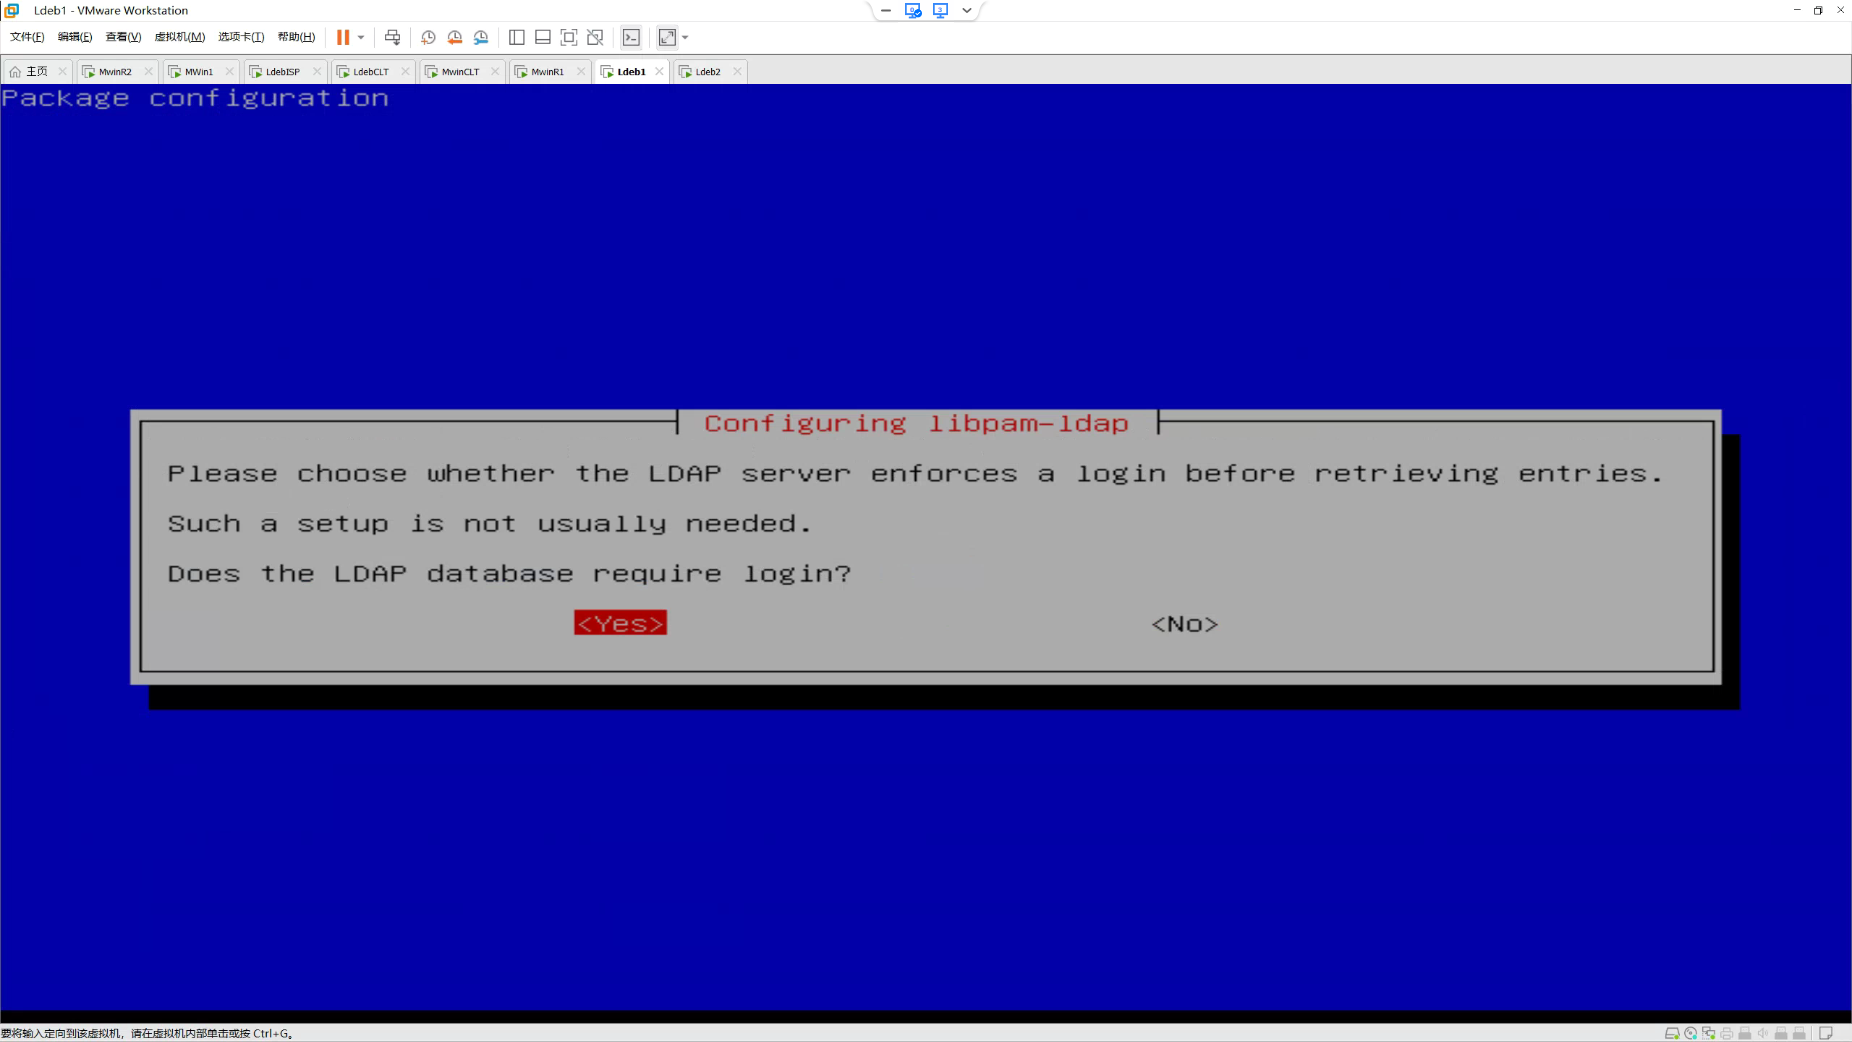 Ldeb1 - VMware Workstation
文件(F) 编辑(E) 查看(V) 虚拟机(M) 选项卡(T) 帮助(H)
主页 MwinR2 MWin1 LdebISP LdebCLT MwinCLT MwinR1 Ldeb1 Ldeb2
Package configuration
Configuring libpam-ldap
Please choose whether the LDAP server enforces a login before retrieving entries.
Such a setup is not usually needed.
Does the LDAP database require login?
<Yes> <No>
要将输入定向到该虚拟机，请在虚拟机内部单击或按 Ctrl+G。